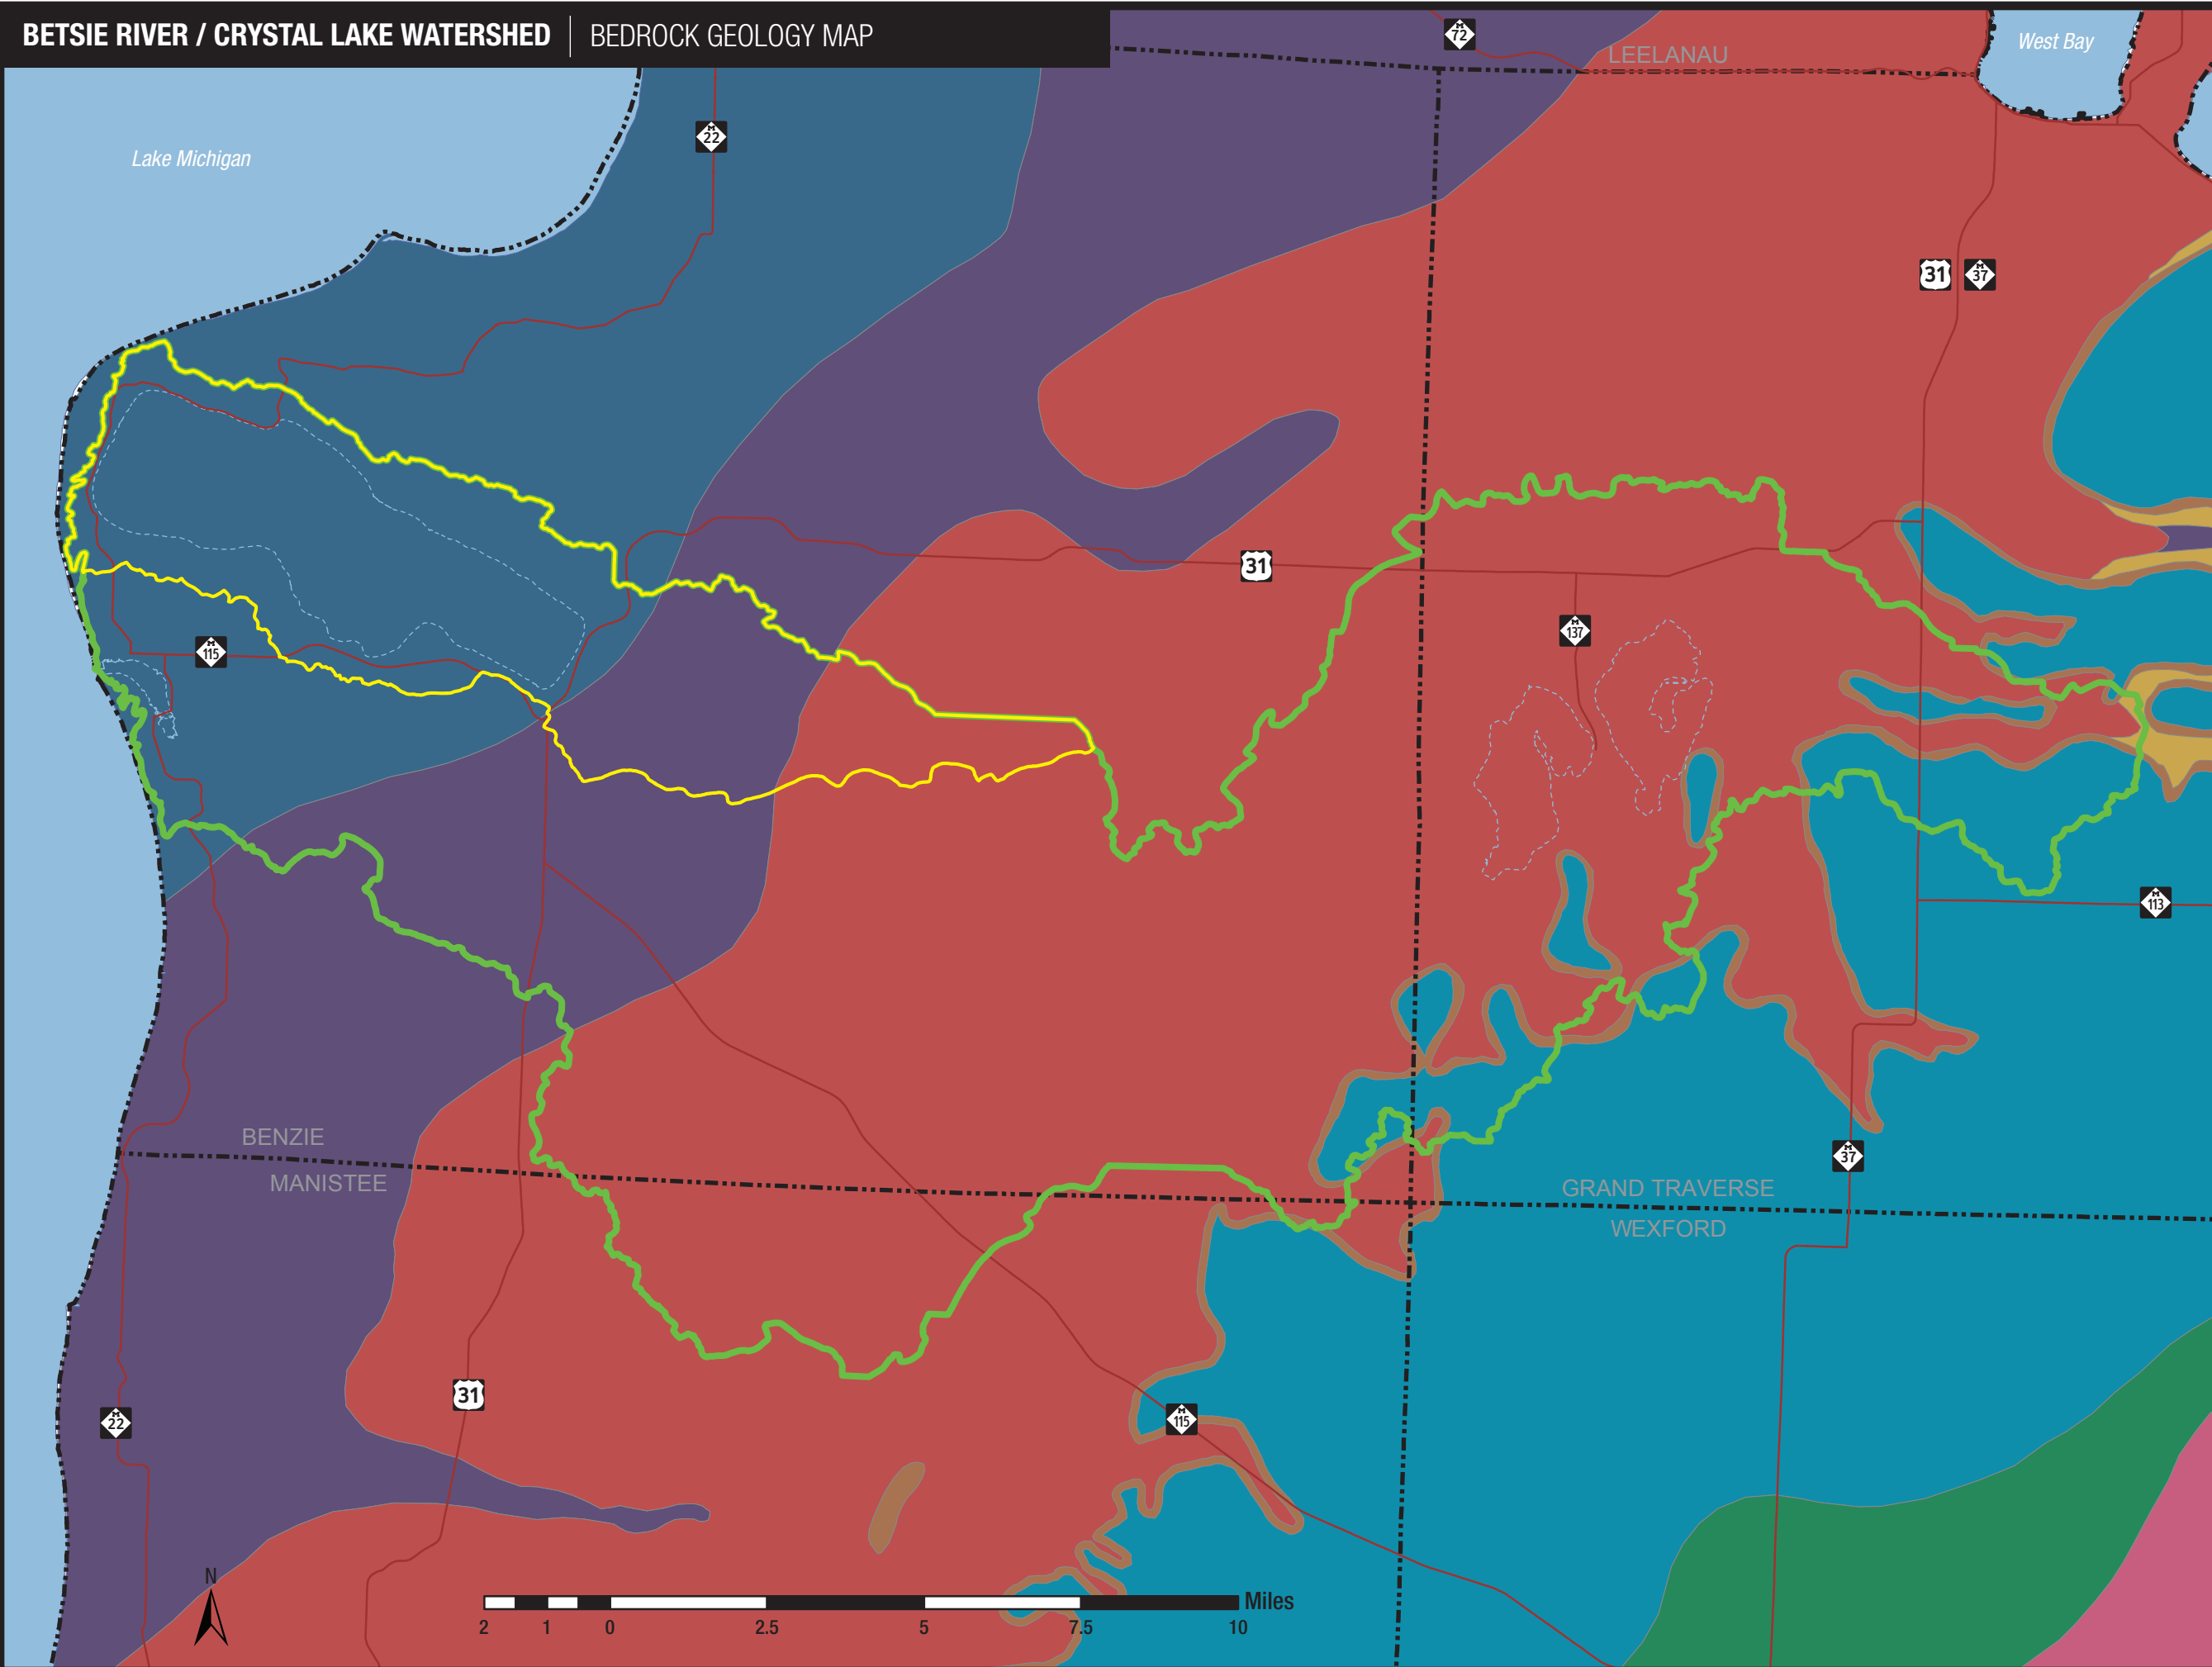 BETSIE RIVER / CRYSTAL LAKE WATERSHED | BEDROCK GEOLOGY MAP
M 72
LEELANAU
West Bay
Lake Michigan
M 22
31 M 37
31
M 137
M 115
M 113
BENZIE
MANISTEE
M 37
GRAND TRAVERSE
WEXFORD
31
M 22
M 115
N
Miles
2 1 0 2.5 5 7.5 10